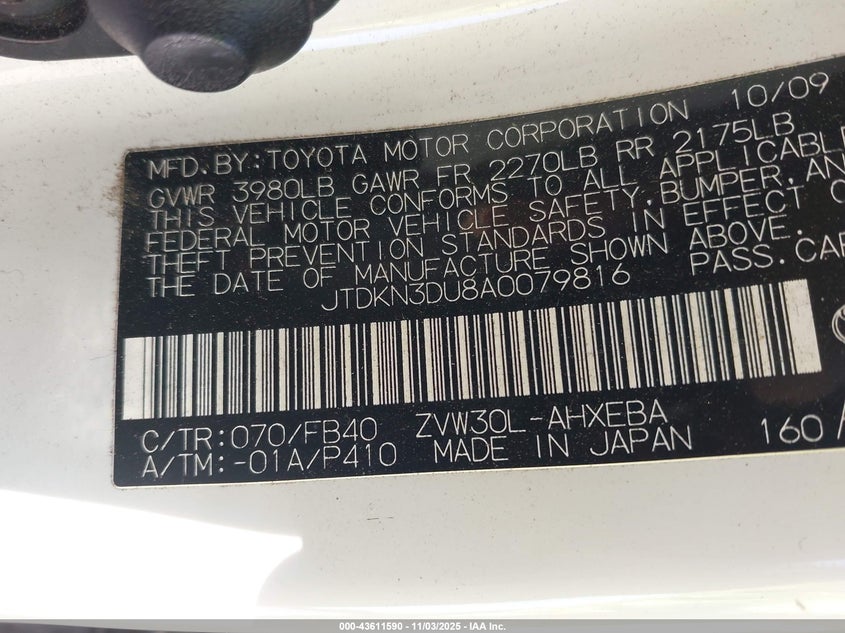 MFD. BY: TOYOTA MOTOR CORPORATION 10/09
GVWR 3980LB GAWR FR 2270LB RR 2175LB
THIS VEHICLE CONFORMS TO ALL APPLICABLE
FEDERAL MOTOR VEHICLE SAFETY, BUMPER, AN
THEFT PREVENTION STANDARDS IN EFFECT
THE DATE OF MANUFACTURE SHOWN ABOVE.
JTDKN3DU8A0079816 PASS. CAR
C/TR: 070/FB40 ZVW30L-AHXEBA
A/TM: -01A/P410 MADE IN JAPAN 160
000-43611590 - 11/03/2025 - IAA Inc.